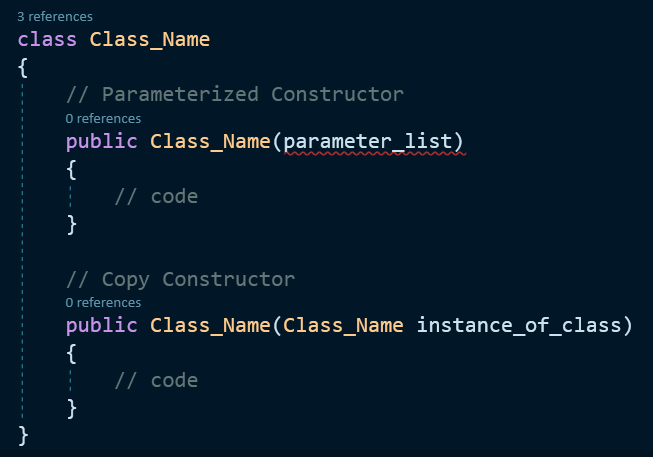 3 references
class Class_Name
{
// Parameterized Constructor
0 references
public Class_Name(parameter_list)
{
// code
}
// Copy Constructor
0 references
public Class_Name(Class_Name instance_of_class)
{
// code
}
}